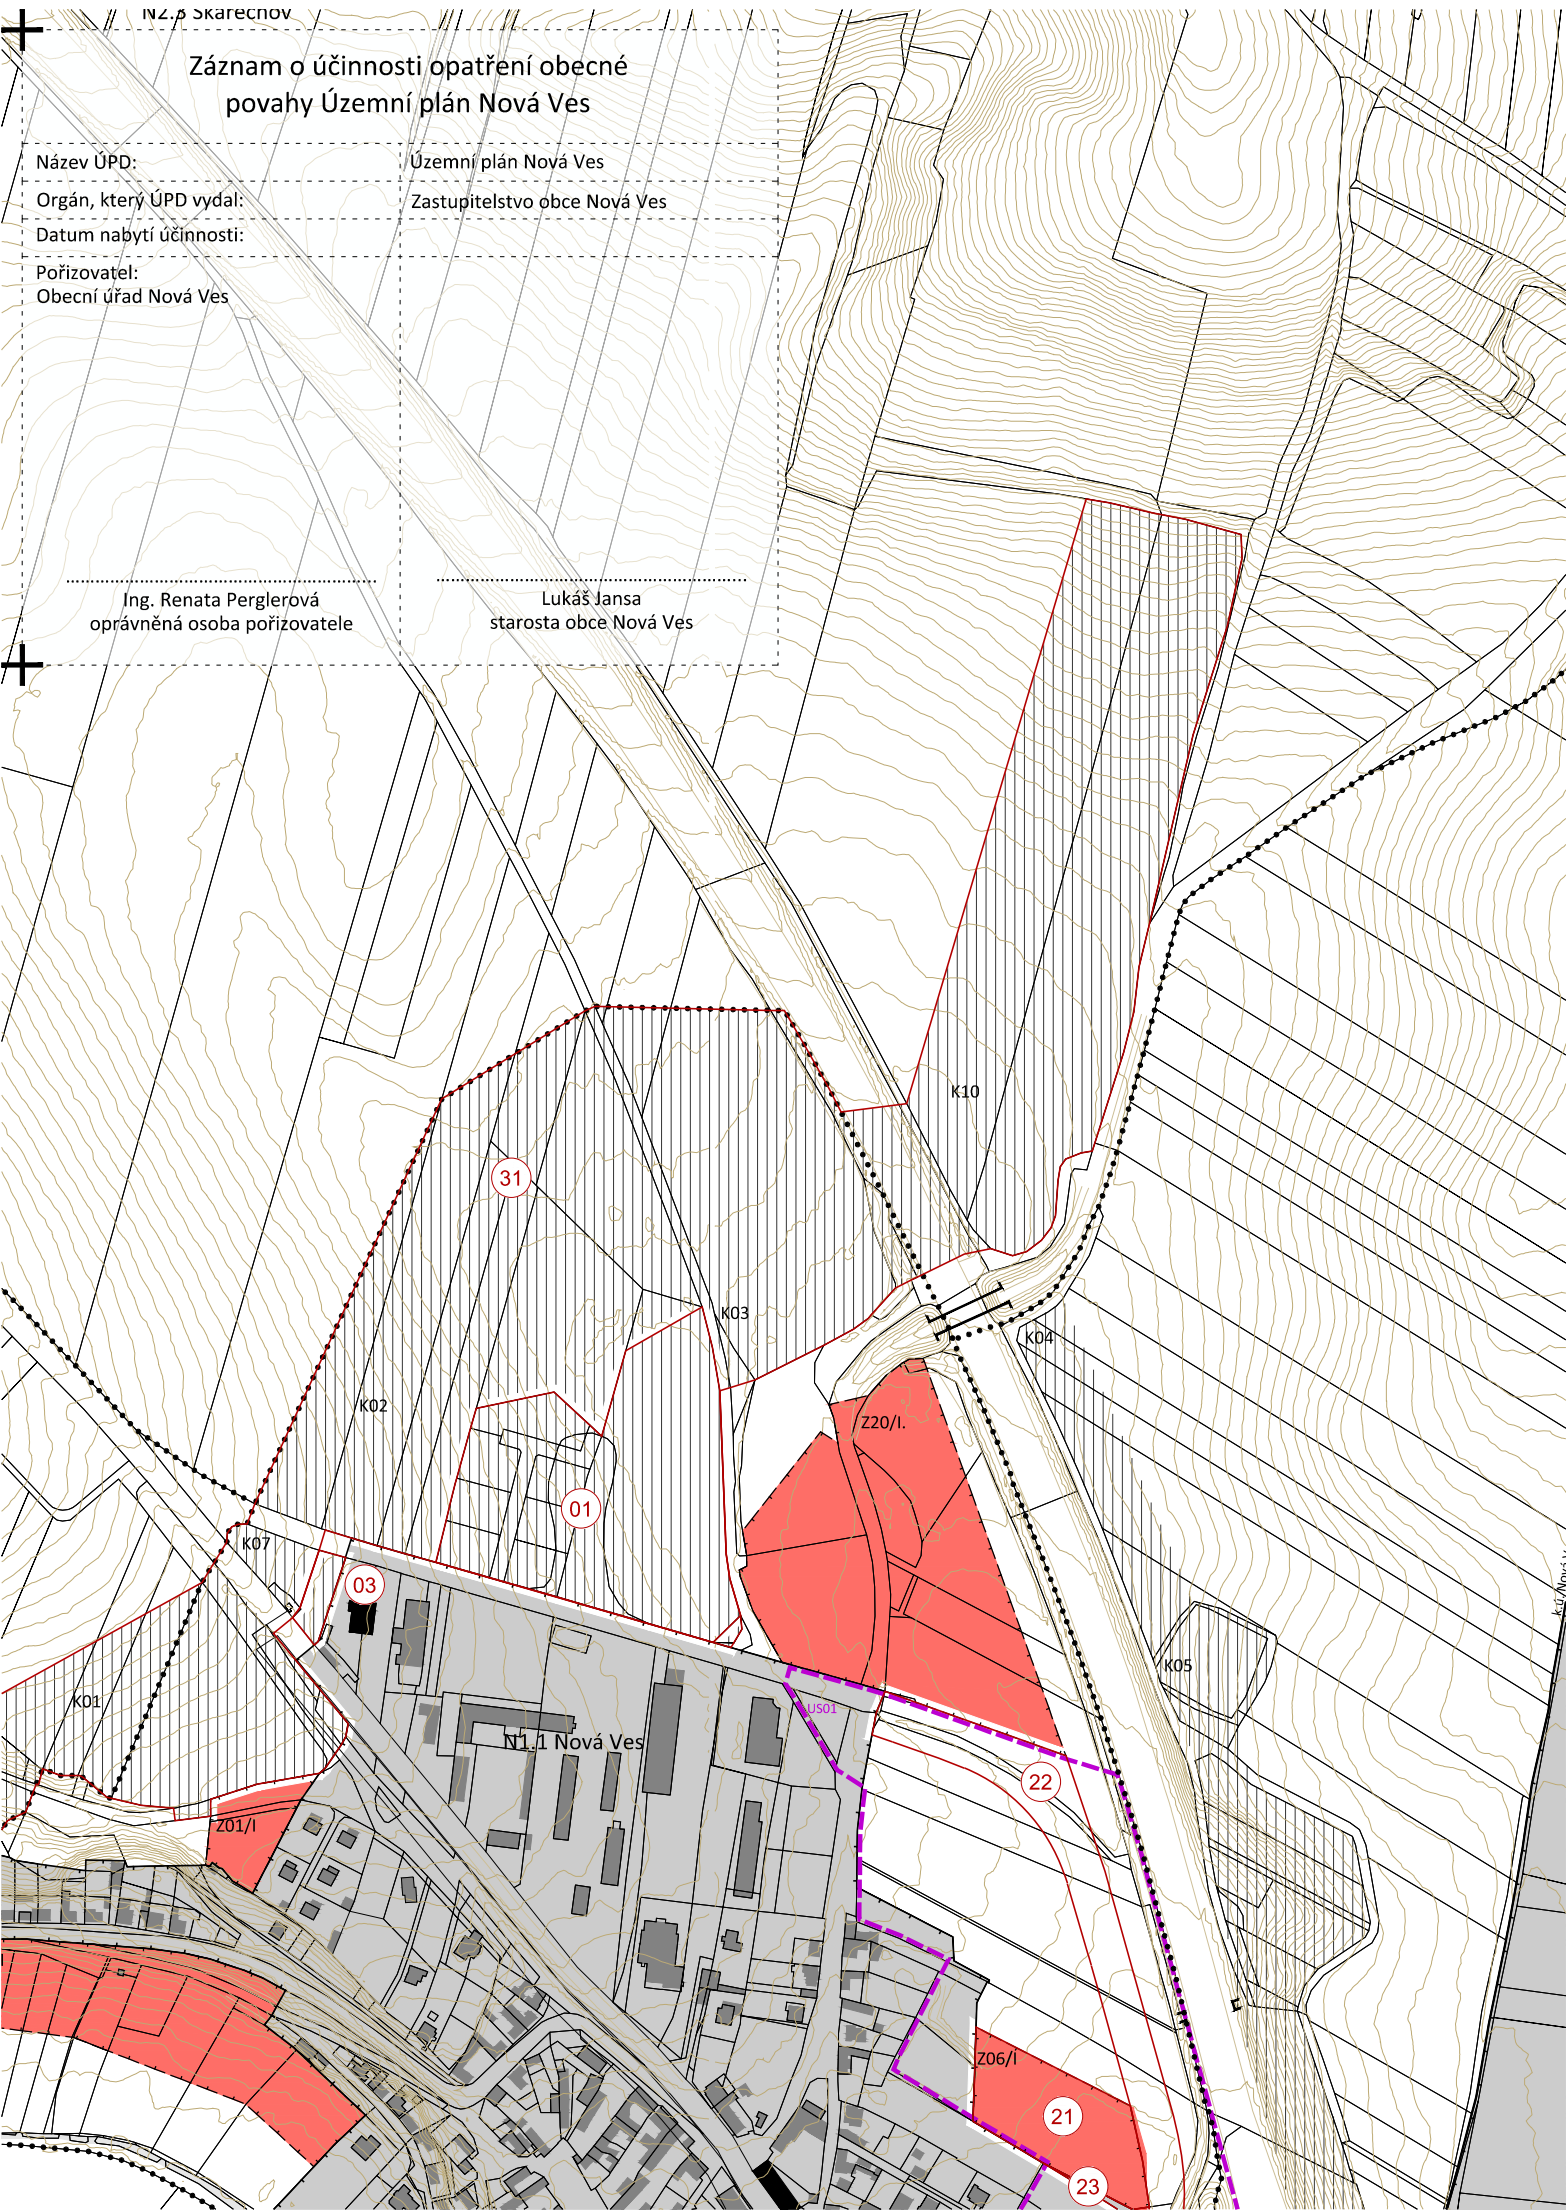 N2.3 Skařechov
Záznam o účinnosti opatření obecné
povahy Územní plán Nová Ves
Název ÚPD:
Územní plán Nová Ves
Orgán, který ÚPD vydal:
Zastupitelstvo obce Nová Ves
Datum nabytí účinnosti:
Pořizovatel:
Obecní úřad Nová Ves
Ing. Renata Perglerová
oprávněná osoba pořizovatele
Lukáš Jansa
starosta obce Nová Ves
K10
31
K03
K04
K02
Z20/I.
01
K07
03
K05
K01
US01
N1.1 Nová Ves
22
Z01/I
Z06/I
21
23